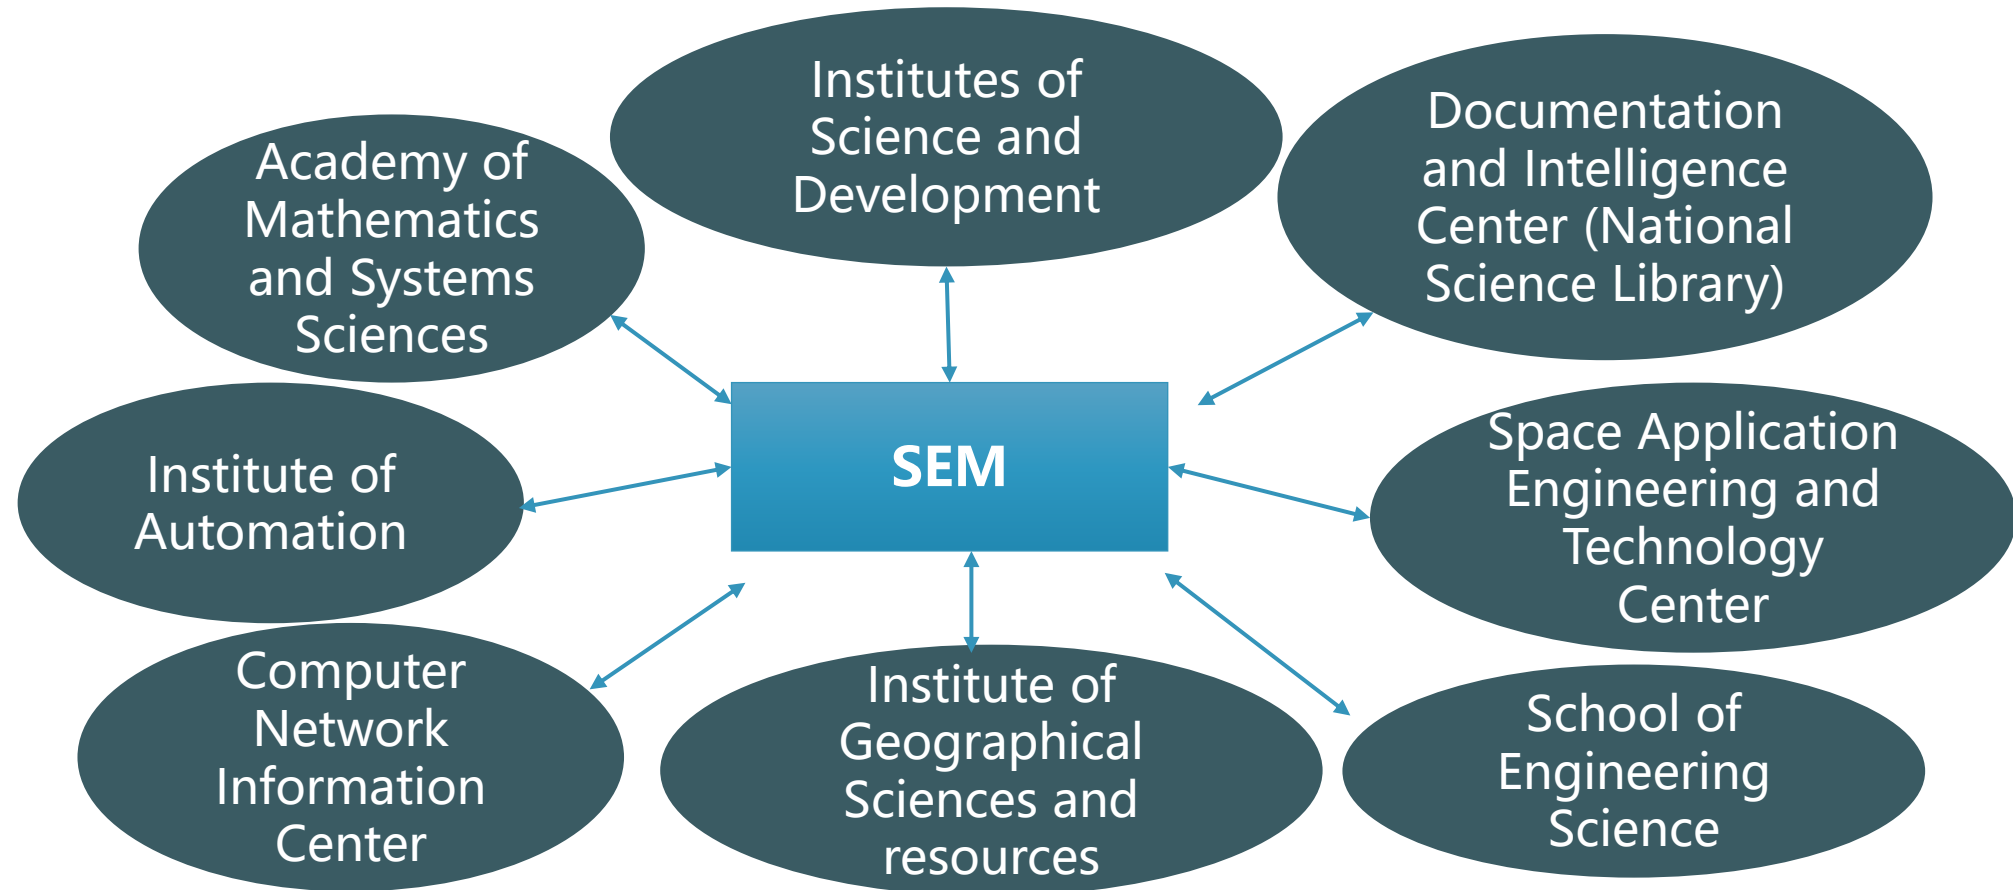 Institutes of
Science and
Development
Documentation
and Intelligence
Center (National
Science Library)
Academy of
Mathematics
and Systems
Sciences
SEM
Space Application
Engineering and
Technology
Center
Institute of
Automation
Computer
Network
Information
Center
Institute of
Geographical
Sciences and
resources
School of
Engineering
Science